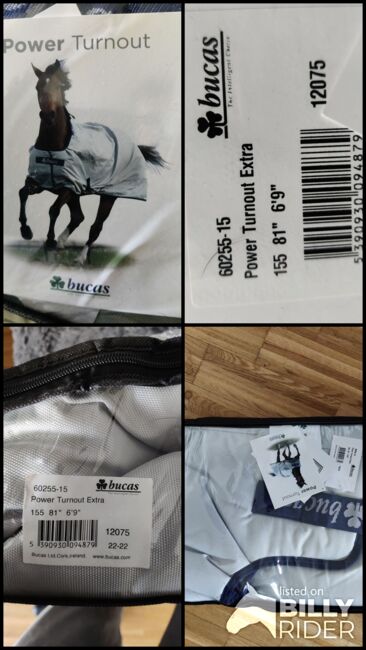 Power Turnout
bucas
bucas
The Intelligent Choice
12075
60255-15
Power Turnout Extra
155 81" 6'9"
5 390930 094879
60255-15
bucas
Power Turnout Extra
155 81" 6'9"
12075
5 390930 094879
22-22
Bucas Ltd.Cork,Ireland. www.bucas.com
Power Turnout
bucas
listed on
BILLY
RIDER